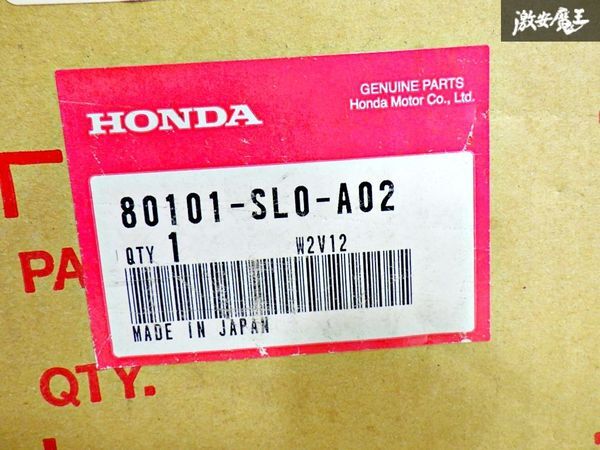 激安魔王
GENUINE PARTS
HONDA
Honda Motor Co., Ltd.
80101-SL0-A02
QTY 1 W2V12
MADE IN JAPAN
PA
QTY.